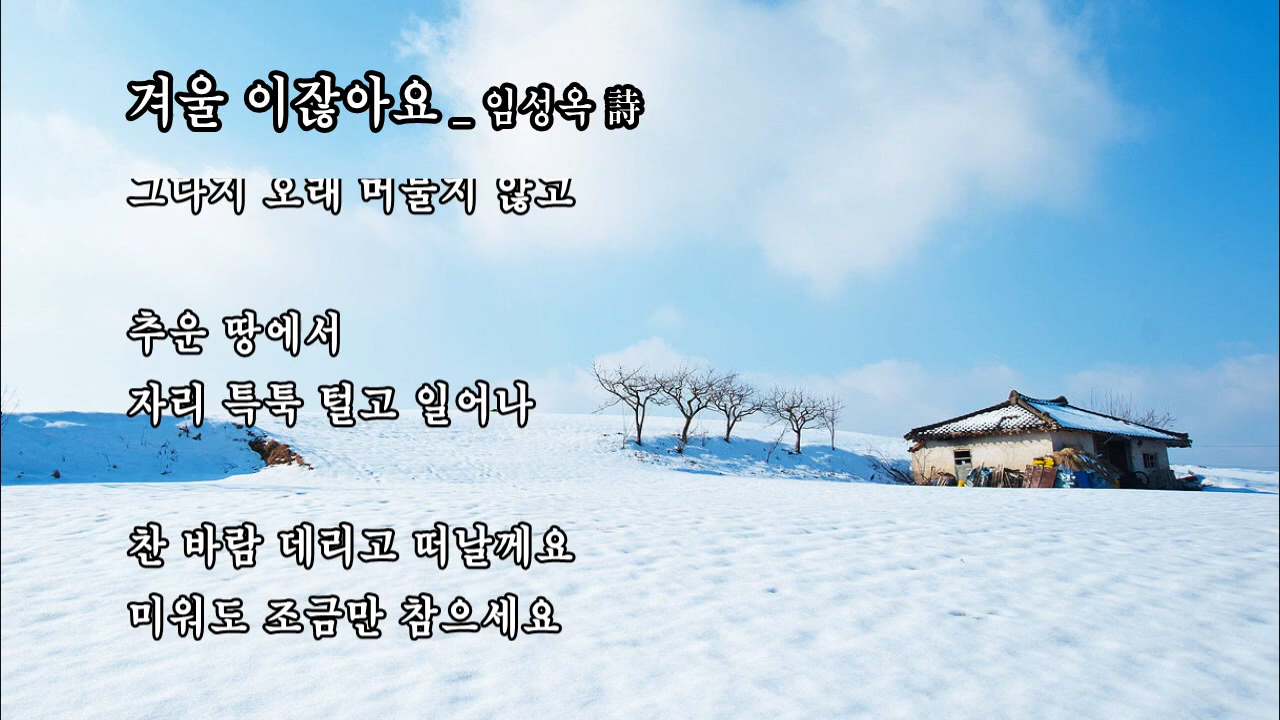 겨울 이잖아요 _ 임성옥 詩
그다지 오래 머물지 않고
추운 땅에서
자리 특툭 털고 일어나
찬 바람 데리고 떠날께요
미워도 조금만 참으세요